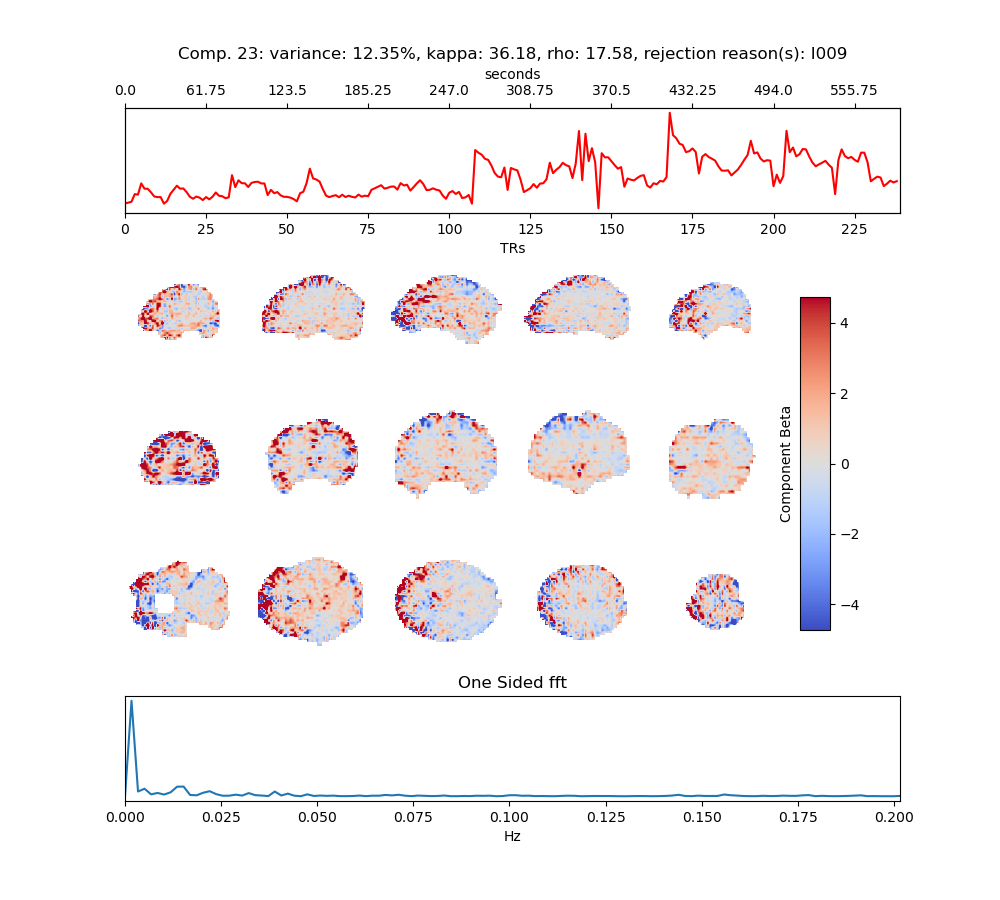 Comp. 23: variance: 12.35%, kappa: 36.18, rho: 17.58, rejection reason(s): I009
seconds
0.0 61.75 123.5 185.25 247.0 308.75 370.5 432.25 494.0 555.75
0 25 50 75 100 125 150 175 200 225
TRs
4
2
0
−2
−4
Component Beta
One Sided fft
0.000 0.025 0.050 0.075 0.100 0.125 0.150 0.175 0.200
Hz